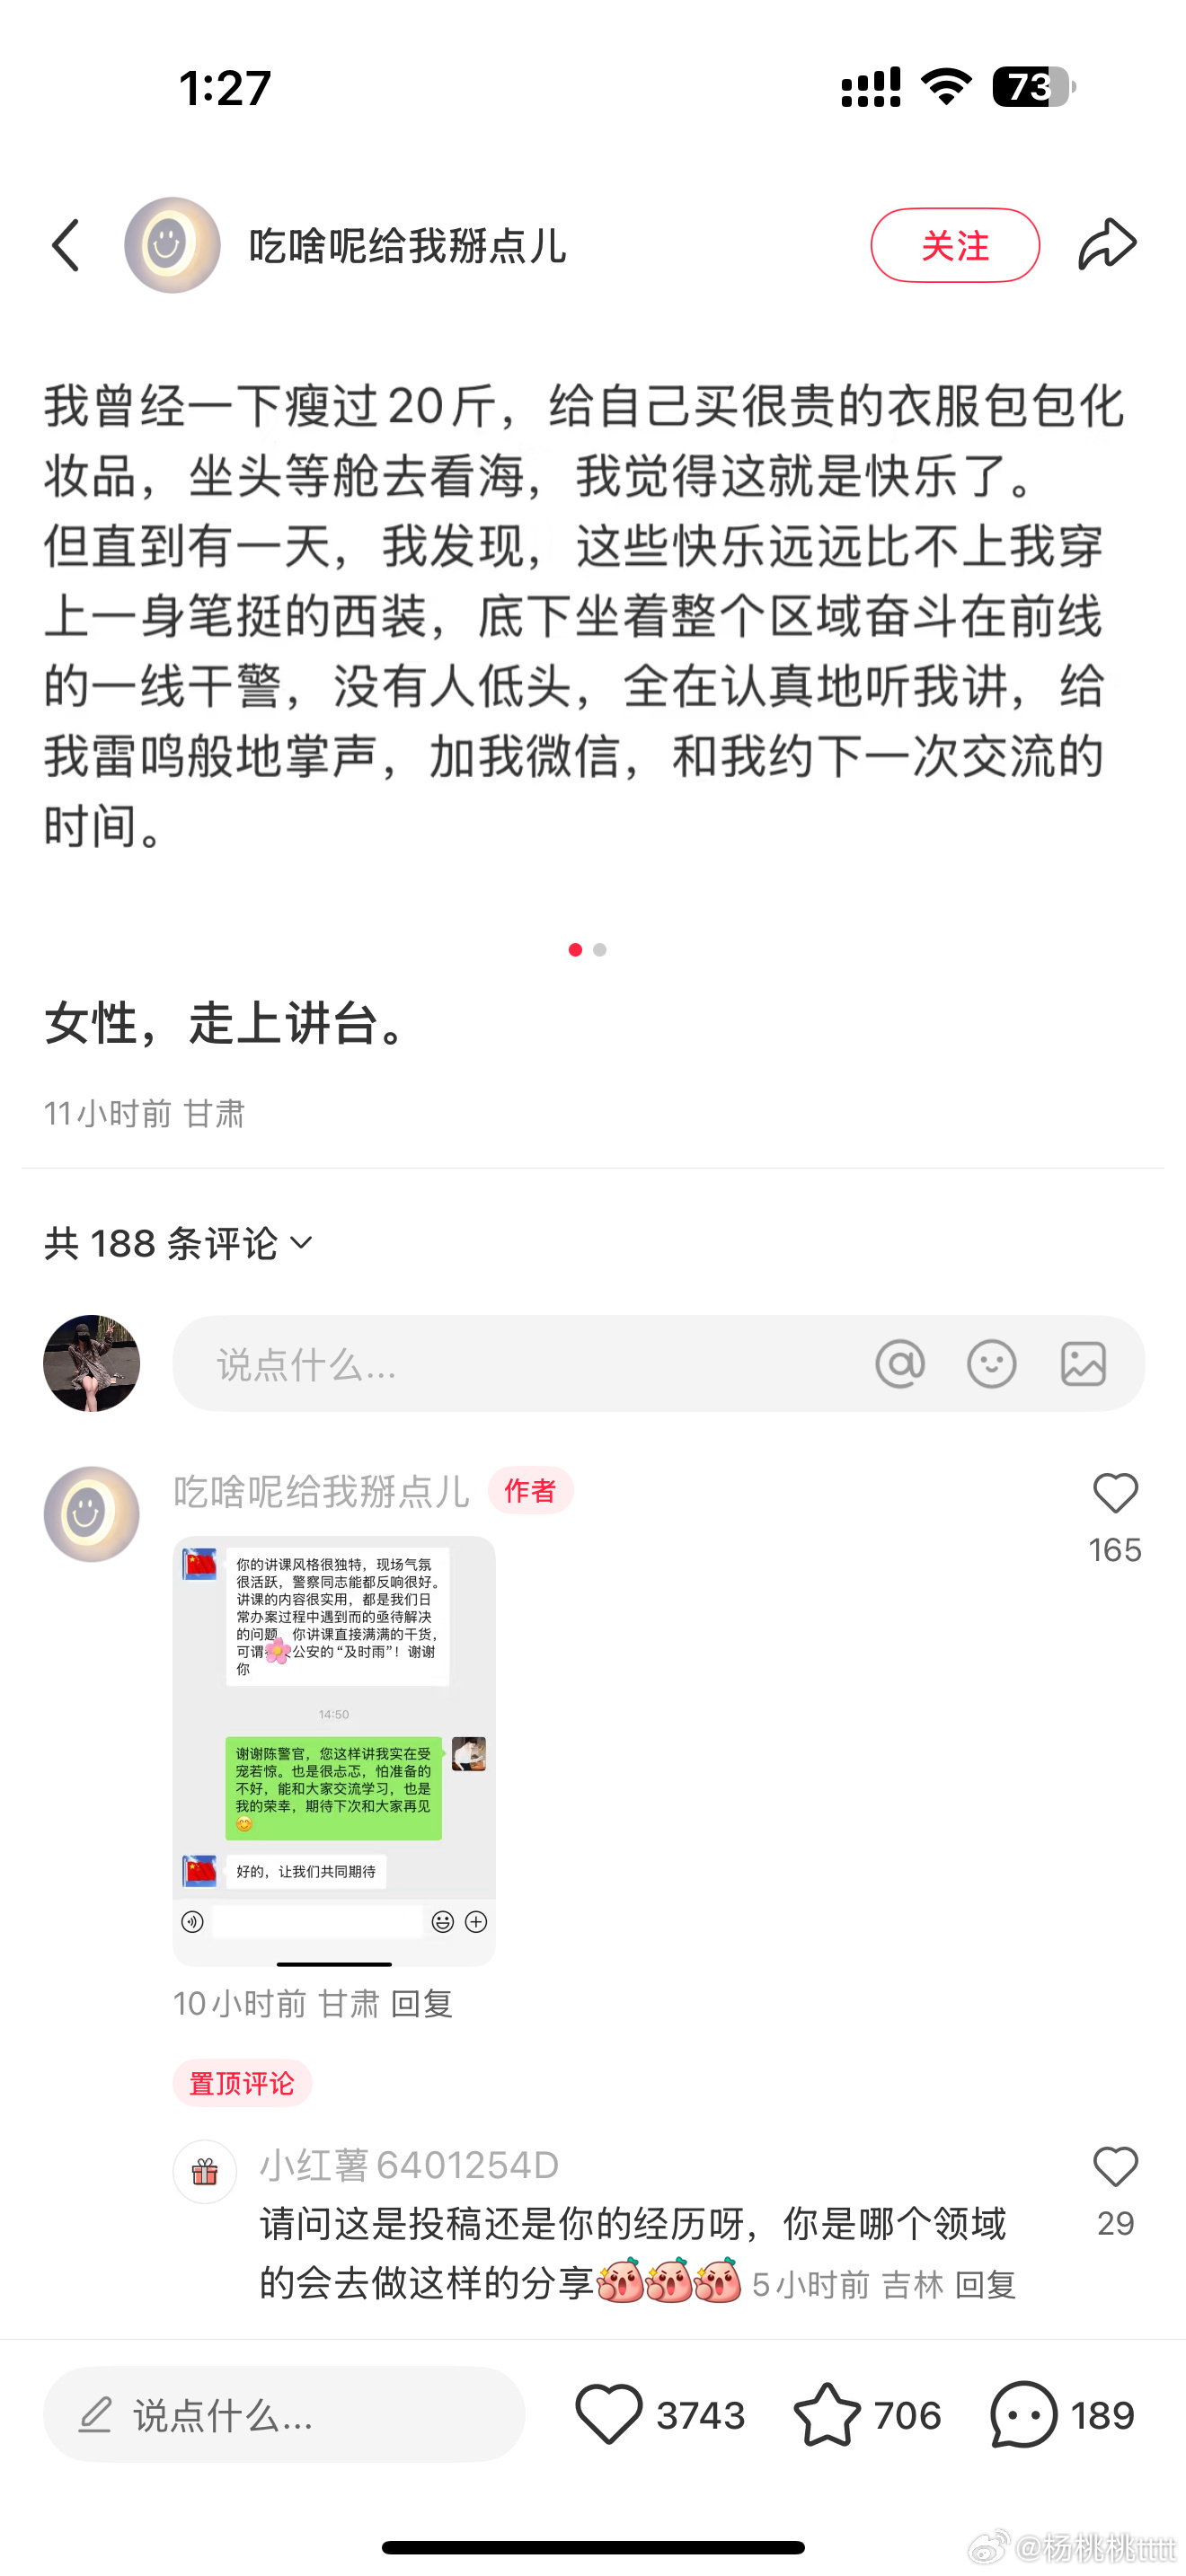 1:27
73
吃啥呢给我掰点儿
关注
我曾经一下瘦过20斤，给自己买很贵的衣服包包化
妆品，坐头等舱去看海，我觉得这就是快乐了。
但直到有一天，我发现，这些快乐远远比不上我穿
上一身笔挺的西装，底下坐着整个区域奋斗在前线
的一线干警，没有人低头，全在认真地听我讲，给
我雷鸣般地掌声，加我微信，和我约下一次交流的
时间。
女性，走上讲台。
11小时前 甘肃
共 188 条评论
说点什么...
吃啥呢给我掰点儿 作者
165
你的讲课风格很独特，现场气氛
很活跃，警察同志能都反响很好。
讲课的内容很实用，都是我们日
常办案过程中遇到而的亟待解决
的问题 你讲课直接满满的干货，
可谓 公安的“及时雨”！谢谢
你
14:50
谢谢陈警官，您这样讲我实在受
宠若惊。也是很忐忑，怕准备的
不好，能和大家交流学习，也是
我的荣幸，期待下次和大家再见
😊
好的，让我们共同期待
10小时前 甘肃 回复
置顶评论
小红薯6401254D
请问这是投稿还是你的经历呀，你是哪个领域
的会去做这样的分享 5小时前 吉林 回复
29
说点什么...
3743
706
189
@杨桃桃tttt